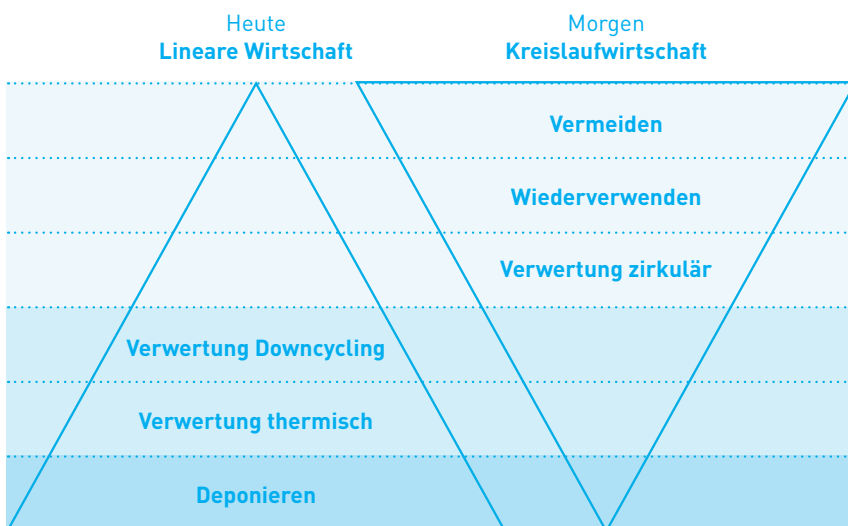 Heute
Lineare Wirtschaft
Morgen
Kreislaufwirtschaft
Vermeiden
Wiederverwenden
Verwertung zirkulär
Verwertung Downcycling
Verwertung thermisch
Deponieren